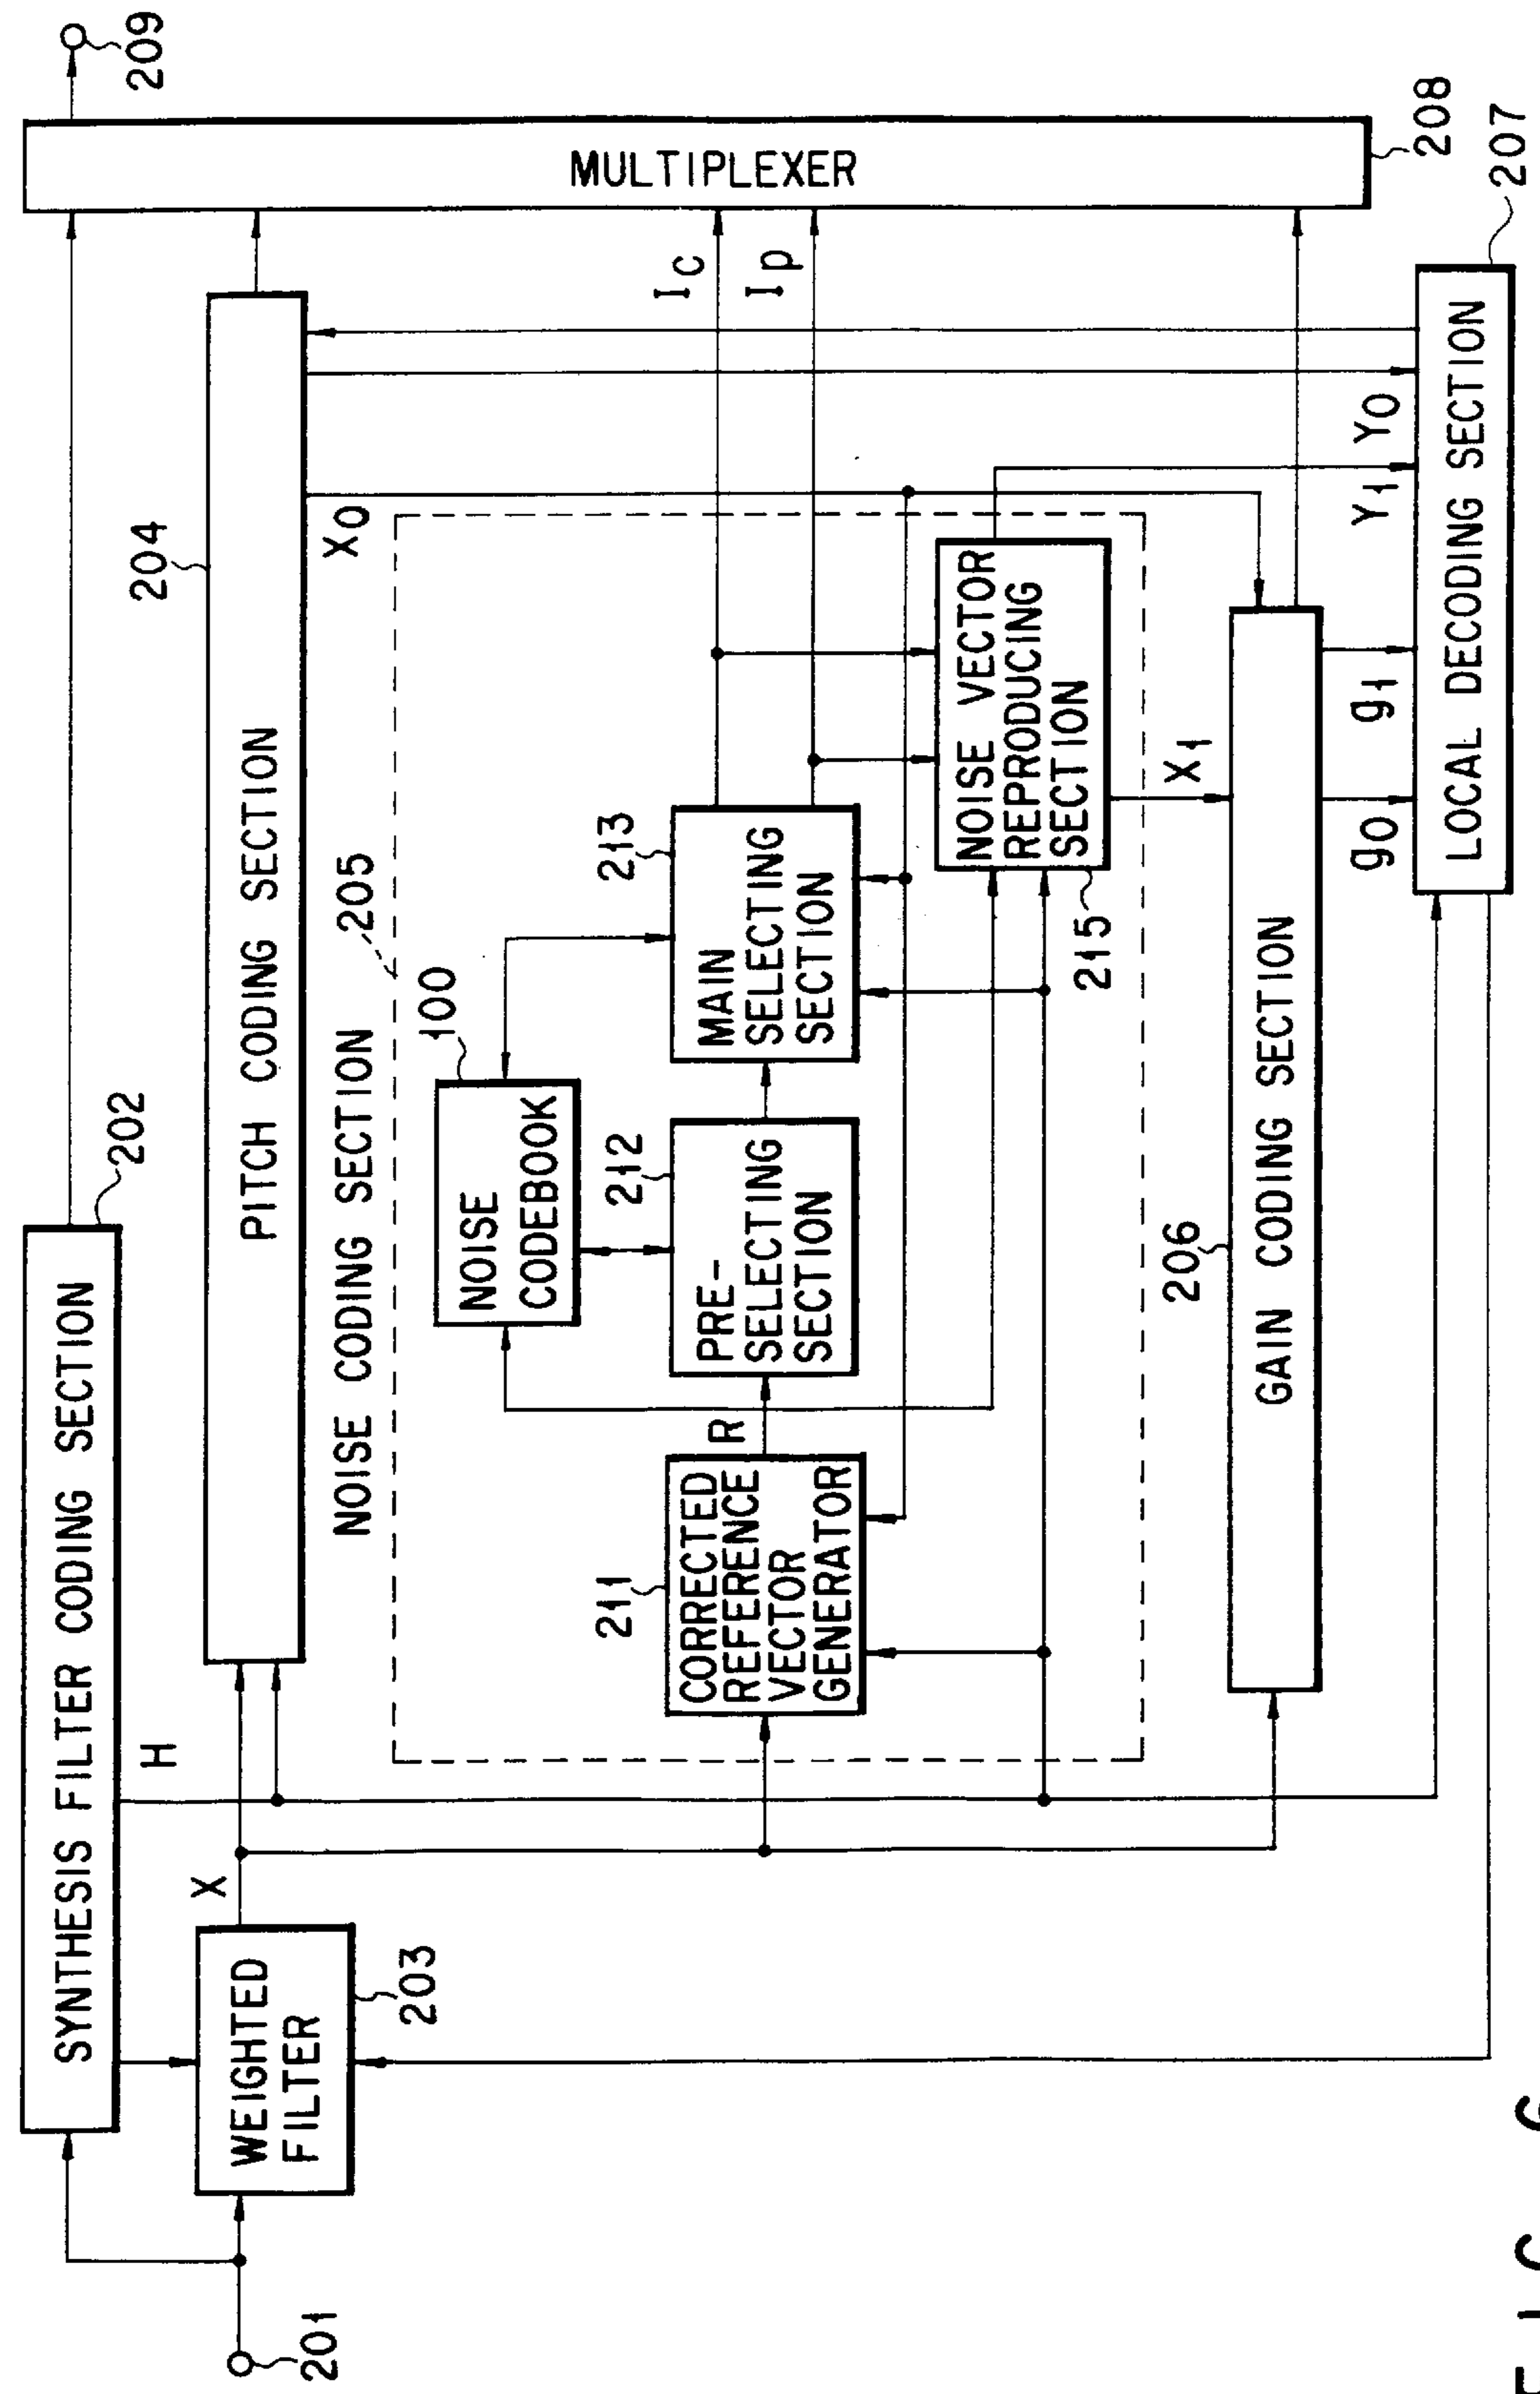 209
MULTIPLEXER
208
SYNTHESIS FILTER CODING SECTION
202
204
PITCH CODING SECTION
H
X
X0
IC
IP
201
WEIGHTED
FILTER
203
NOISE CODING SECTION
205
100
NOISE
CODEBOOK
211
CORRECTED
REFERENCE
VECTOR
GENERATOR
R
212
PRE-
SELECTING
SECTION
213
MAIN
SELECTING
SECTION
NOISE VECTOR
REPRODUCING
SECTION
215
X1
206
GAIN CODING SECTION
g0
g1
Y1
Y0
LOCAL DECODING SECTION
207